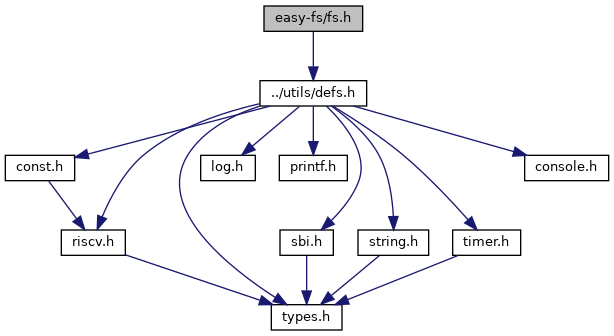 easy-fs/fs.h
../utils/defs.h
const.h
log.h
printf.h
console.h
riscv.h
sbi.h
string.h
timer.h
types.h